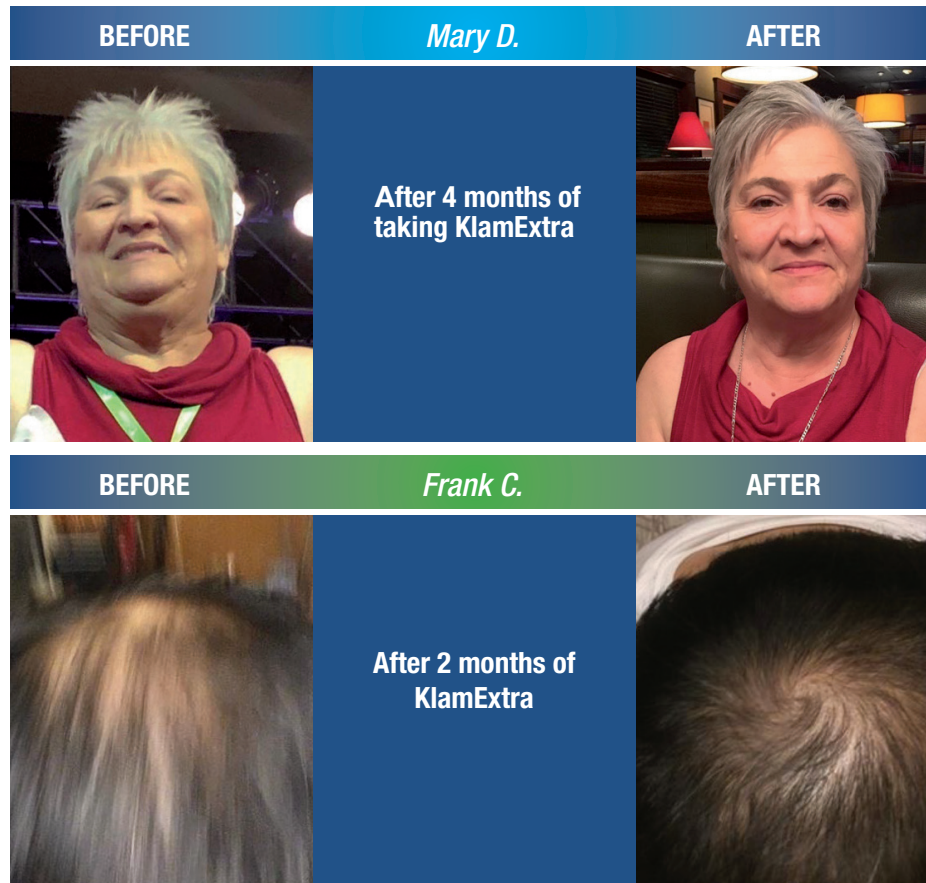 BEFORE Mary D. AFTER
After 4 months of
taking KlamExtra
BEFORE Frank C. AFTER
After 2 months of
KlamExtra